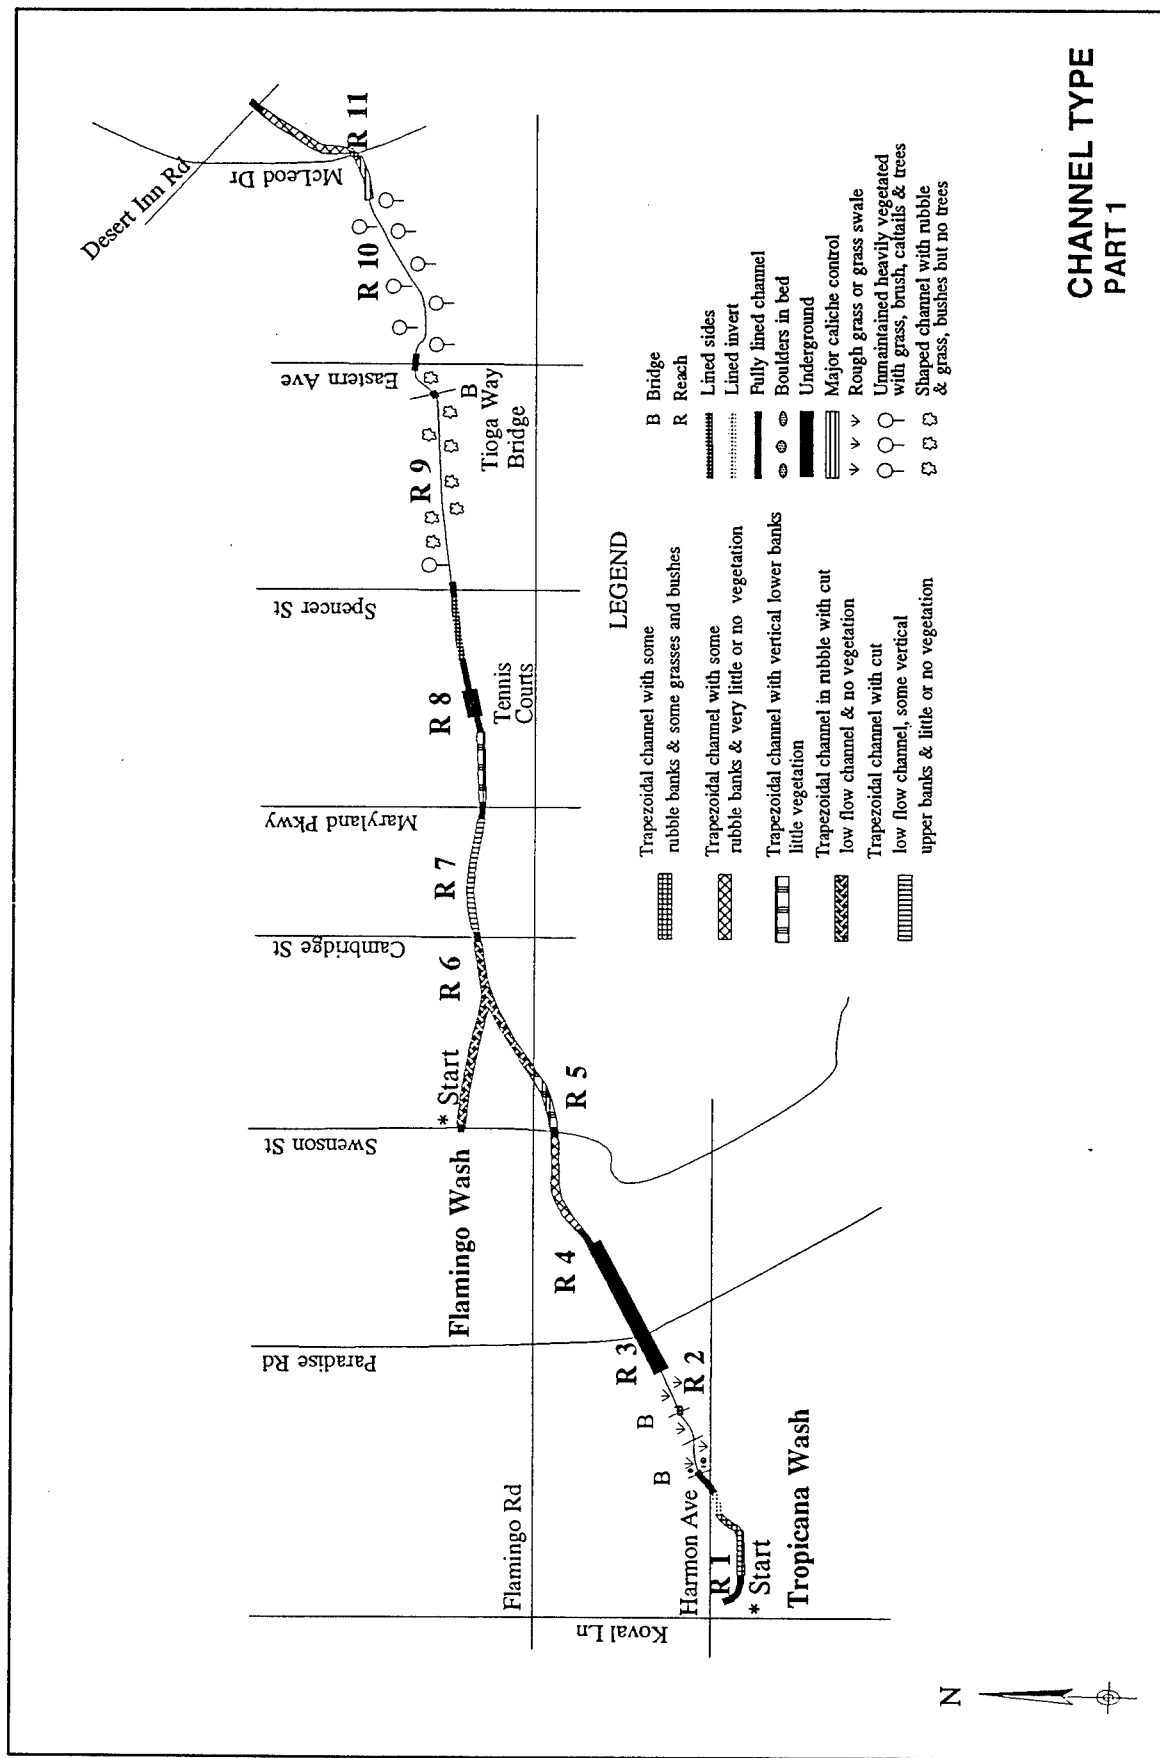 Desert Inn Rd
McLeod Dr
R 11
R 10
Eastern Ave
B
Tioga Way
Bridge
R 9
Spencer St
R 8
Tennis
Courts
Maryland Pkwy
R 7
Cambridge St
R 6
* Start
Flamingo Wash
Swenson St
R 5
R 4
Paradise Rd
R 3
R 2
B
B
Flamingo Rd
Harmon Ave
R 1
* Start
Tropicana Wash
Koval Ln
N
LEGEND
Trapezoidal channel with some
rubble banks & some grasses and bushes
Trapezoidal channel with some
rubble banks & very little or no vegetation
Trapezoidal channel with vertical lower banks
little vegetation
Trapezoidal channel in rubble with cut
low flow channel & no vegetation
Trapezoidal channel with cut
low flow channel, some vertical
upper banks & little or no vegetation
B Bridge
R Reach
Lined sides
Lined invert
Fully lined channel
Boulders in bed
Underground
Major caliche control
Rough grass or grass swale
Unmaintained heavily vegetated
with grass, brush, cattails & trees
Shaped channel with rubble
& grass, bushes but no trees
CHANNEL TYPE
PART 1